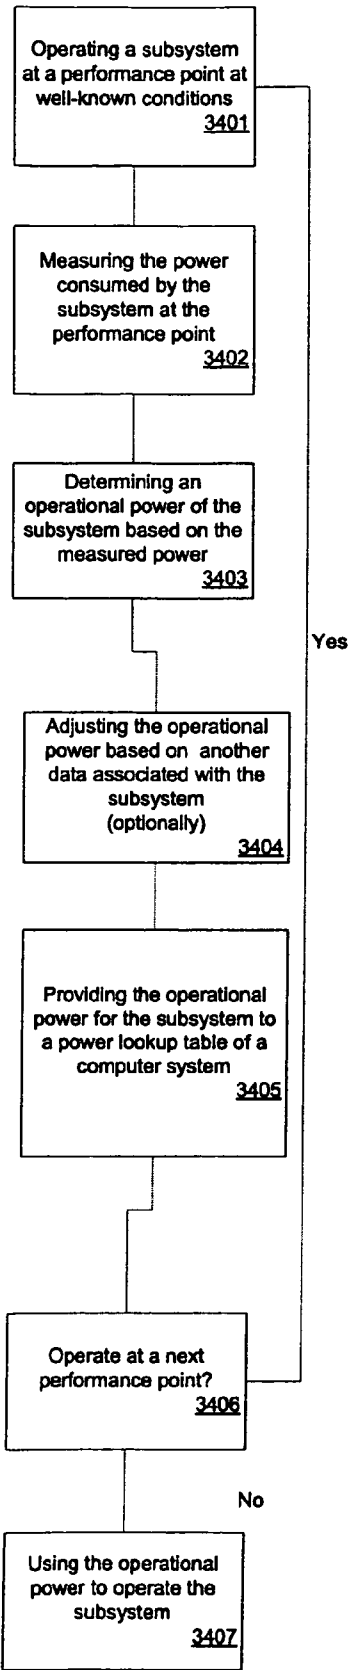 Operating a subsystem
at a performance point at
well-known conditions
3401
Measuring the power
consumed by the
subsystem at the
performance point
3402
Determining an
operational power of the
subsystem based on the
measured power
3403
Yes
Adjusting the operational
power based on another
data associated with the
subsystem
(optionally)
3404
Providing the operational
power for the subsystem to
a power lookup table of a
computer system
3405
Operate at a next
performance point?
3406
No
Using the operational
power to operate the
subsystem
3407